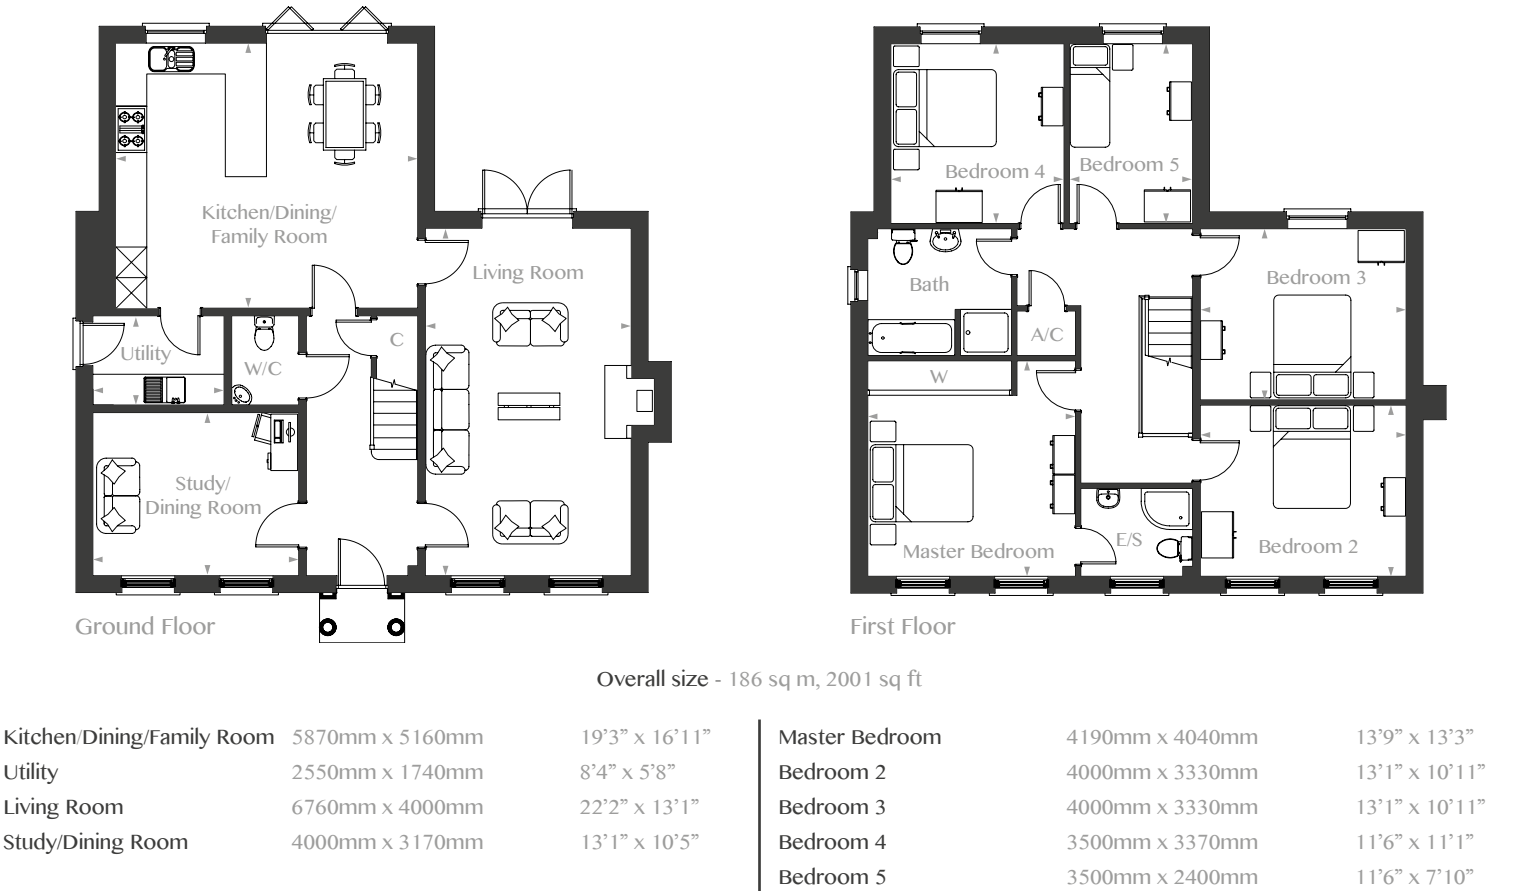 Kitchen/Dining/
Family Room
Living Room
Utility
W/C
C
Study/
Dining Room
Ground Floor
Bedroom 4
Bedroom 5
Bath
A/C
Bedroom 3
W
Master Bedroom
E/S
Bedroom 2
First Floor
Overall size - 186 sq m, 2001 sq ft
Kitchen/Dining/Family Room 5870mm x 5160mm 19'3” x 16'11”
Utility 2550mm x 1740mm 8'4” x 5'8”
Living Room 6760mm x 4000mm 22'2” x 13'1”
Study/Dining Room 4000mm x 3170mm 13'1” x 10'5”
Master Bedroom 4190mm x 4040mm 13'9” x 13'3”
Bedroom 2 4000mm x 3330mm 13'1” x 10'11”
Bedroom 3 4000mm x 3330mm 13'1” x 10'11”
Bedroom 4 3500mm x 3370mm 11'6” x 11'1”
Bedroom 5 3500mm x 2400mm 11'6” x 7'10”